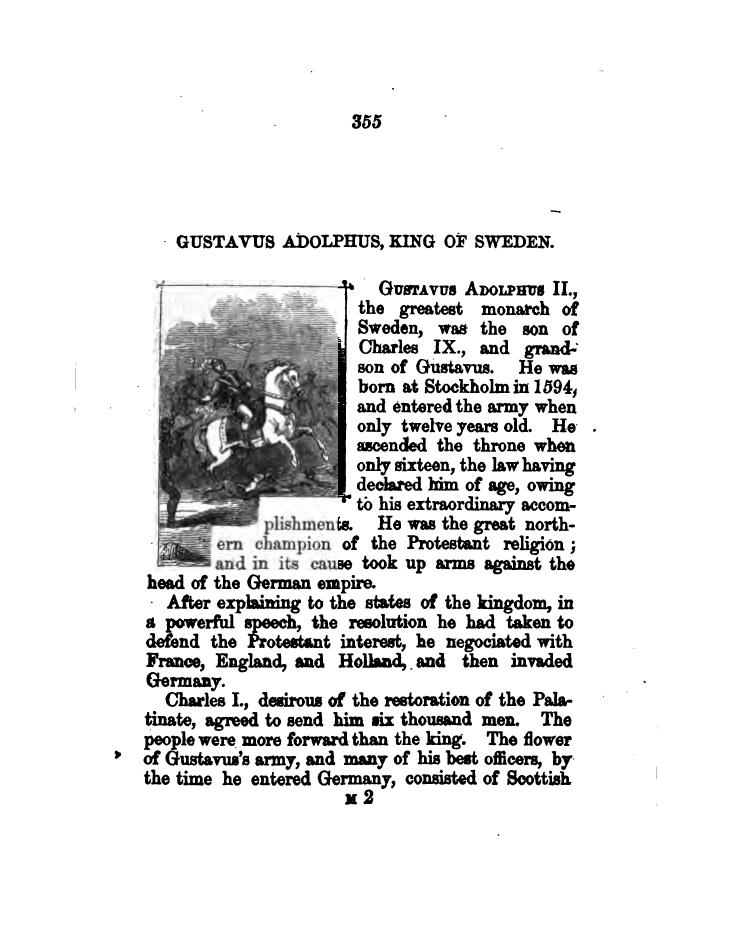 355
GUSTAVUS ADOLPHUS, KING OF SWEDEN.
GUSTAVUS ADOLPHUS II.,
the greatest monarch of
Sweden, was the son of
Charles IX., and grand-
son of Gustavus. He was
born at Stockholm in 1594,
and entered the army when
only twelve years old. He
ascended the throne when
only sixteen, the law having
declared him of age, owing
to his extraordinary accom-
plishments. He was the great north-
ern champion of the Protestant religion ;
and in its cause took up arms against the
head of the German empire.
After explaining to the states of the kingdom, in
a powerful speech, the resolution he had taken to
defend the Protestant interest, he negociated with
France, England, and Holland, and then invaded
Germany.
Charles I., desirous of the restoration of the Pala-
tinate, agreed to send him six thousand men. The
people were more forward than the king. The flower
of Gustavus's army, and many of his best officers, by
the time he entered Germany, consisted of Scottish
M 2